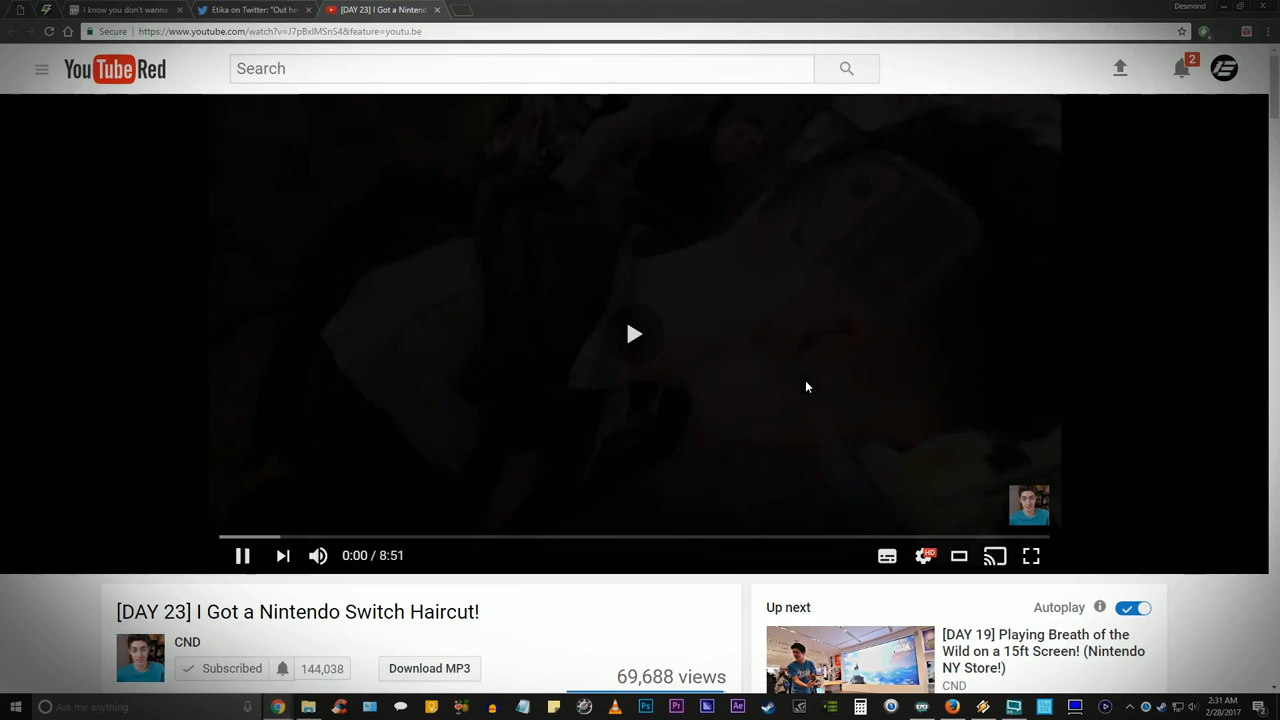 Desmond
I know you don't wanna
Etika on Twitter: "Out he
[DAY 23] I Got a Nintend
Secure
https://www.youtube.com/watch?v=J7pBxIMSnS4&feature=youtu.be
YouTube Red
Search
2
HD
0:00 / 8:51
[DAY 23] I Got a Nintendo Switch Haircut!
CND
Subscribed
144,038
Download MP3
69,688 views
Up next
Autoplay
[DAY 19] Playing Breath of the
Wild on a 15ft Screen! (Nintendo
NY Store!)
CND
Ask me anything
2:31 AM
2/28/2017